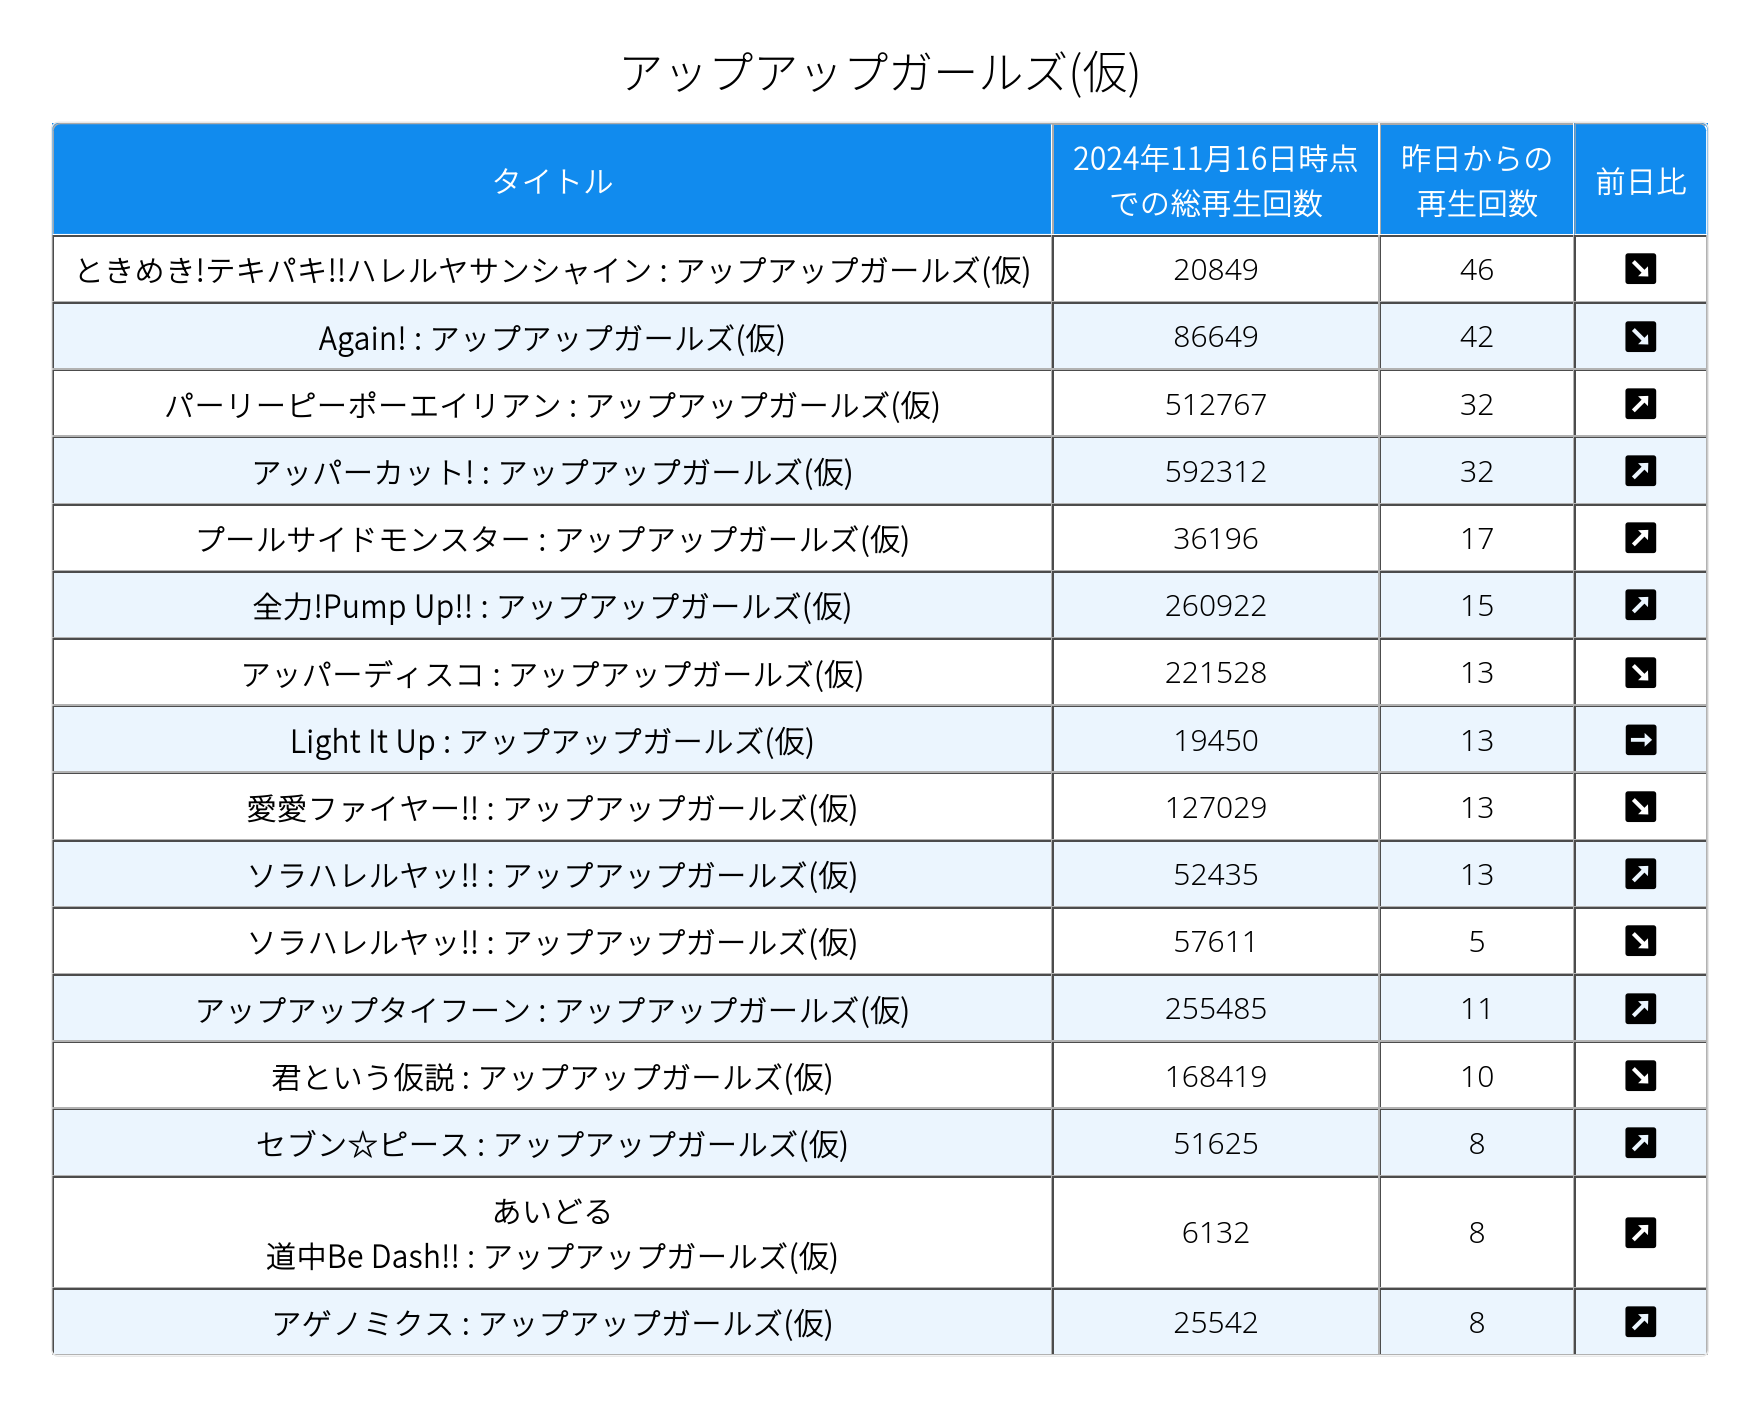 アップアップガールズ(仮)
タイトル
2024年11月16日時点
での総再生回数
昨日からの
再生回数
前日比
ときめき!テキパキ!!ハレルヤサンシャイン : アップアップガールズ(仮) 20849 46 ↘
Again! : アップアップガールズ(仮) 86649 42 ↘
パーリーピーポーエイリアン : アップアップガールズ(仮) 512767 32 ↗
アッパーカット! : アップアップガールズ(仮) 592312 32 ↗
プールサイドモンスター : アップアップガールズ(仮) 36196 17 ↗
全力!Pump Up!! : アップアップガールズ(仮) 260922 15 ↗
アッパーディスコ : アップアップガールズ(仮) 221528 13 ↘
Light It Up : アップアップガールズ(仮) 19450 13 →
愛愛ファイヤー!! : アップアップガールズ(仮) 127029 13 ↘
ソラハレルヤッ!! : アップアップガールズ(仮) 52435 13 ↗
ソラハレルヤッ!! : アップアップガールズ(仮) 57611 5 ↘
アップアップタイフーン : アップアップガールズ(仮) 255485 11 ↗
君という仮説 : アップアップガールズ(仮) 168419 10 ↘
セブン☆ピース : アップアップガールズ(仮) 51625 8 ↗
あいどる
道中Be Dash!! : アップアップガールズ(仮) 6132 8 ↗
アゲノミクス : アップアップガールズ(仮) 25542 8 ↗